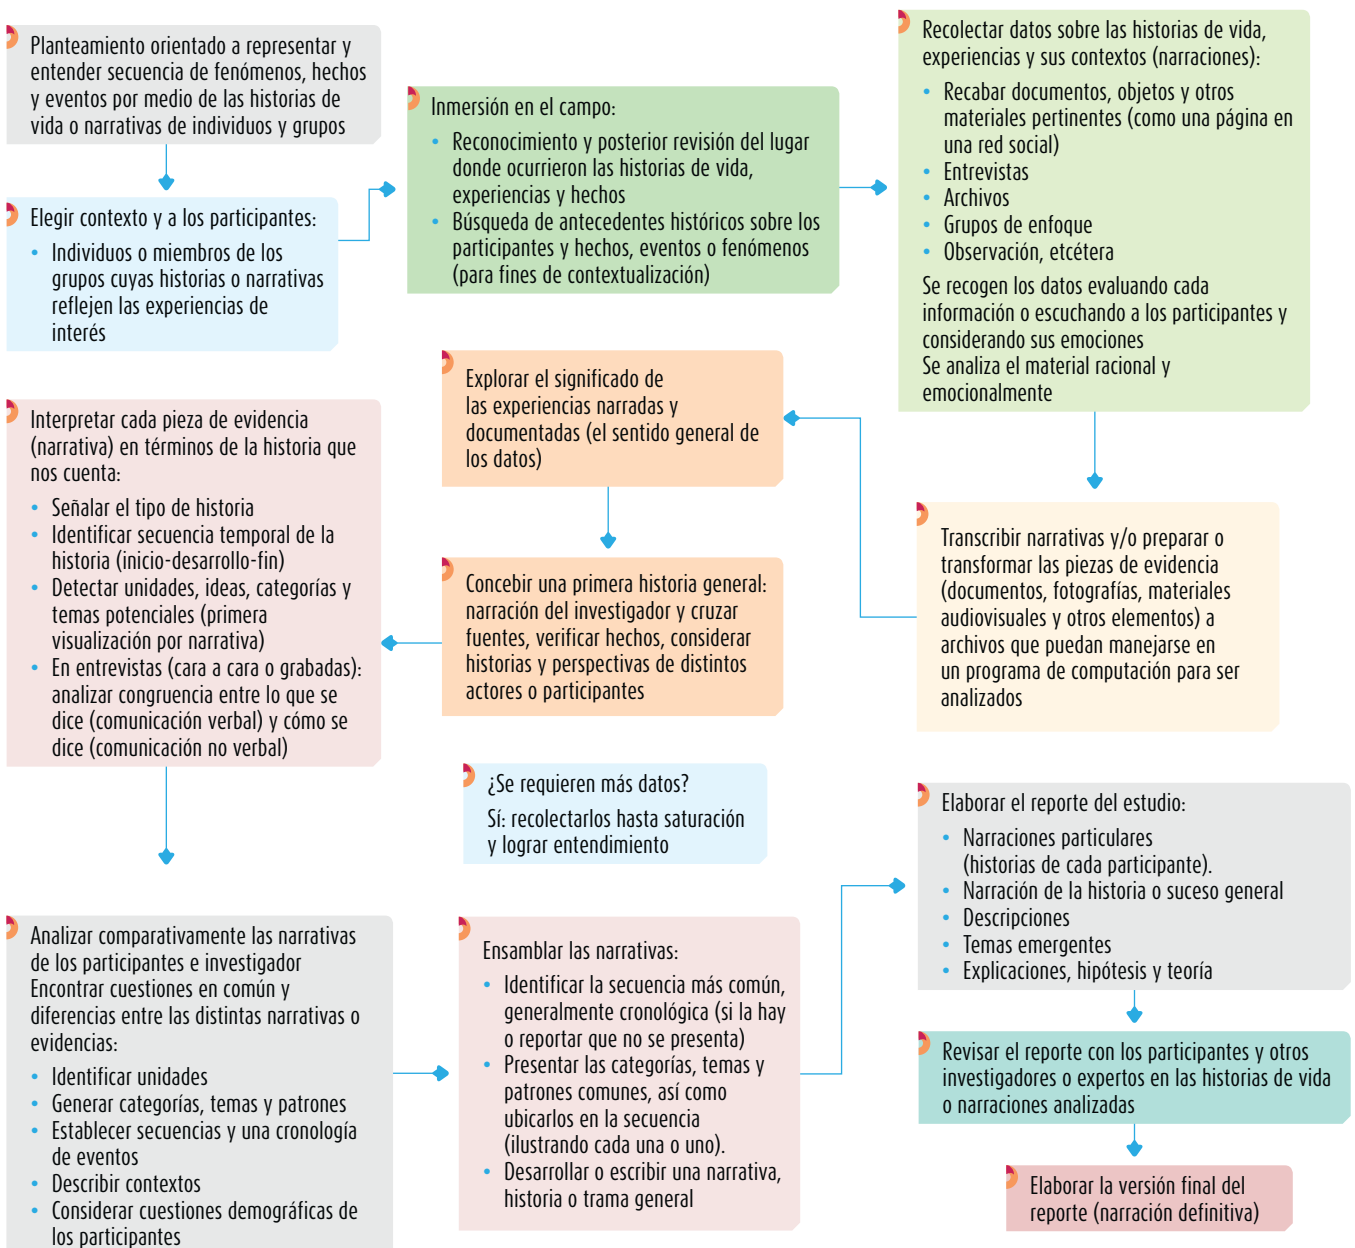 Planteamiento orientado a representar y
entender secuencia de fenómenos, hechos
y eventos por medio de las historias de
vida o narrativas de individuos y grupos
Elegir contexto y a los participantes:
• Individuos o miembros de los
grupos cuyas historias o narrativas
reflejen las experiencias de
interés
Inmersión en el campo:
• Reconocimiento y posterior revisión del lugar
donde ocurrieron las historias de vida,
experiencias y hechos
• Búsqueda de antecedentes históricos sobre los
participantes y hechos, eventos o fenómenos
(para fines de contextualización)
Recolectar datos sobre las historias de vida,
experiencias y sus contextos (narraciones):
• Recabar documentos, objetos y otros
materiales pertinentes (como una página en
una red social)
• Entrevistas
• Archivos
• Grupos de enfoque
• Observación, etcétera
Se recogen los datos evaluando cada
información o escuchando a los participantes y
considerando sus emociones
Se analiza el material racional y
emocionalmente
Transcribir narrativas y/o preparar o
transformar las piezas de evidencia
(documentos, fotografías, materiales
audiovisuales y otros elementos) a
archivos que puedan manejarse en
un programa de computación para ser
analizados
Explorar el significado de
las experiencias narradas y
documentadas (el sentido general de
los datos)
Concebir una primera historia general:
narración del investigador y cruzar
fuentes, verificar hechos, considerar
historias y perspectivas de distintos
actores o participantes
Interpretar cada pieza de evidencia
(narrativa) en términos de la historia que
nos cuenta:
• Señalar el tipo de historia
• Identificar secuencia temporal de la
historia (inicio-desarrollo-fin)
• Detectar unidades, ideas, categorías y
temas potenciales (primera
visualización por narrativa)
• En entrevistas (cara a cara o grabadas):
analizar congruencia entre lo que se
dice (comunicación verbal) y cómo se
dice (comunicación no verbal)
¿Se requieren más datos?
Sí: recolectarlos hasta saturación
y lograr entendimiento
Analizar comparativamente las narrativas
de los participantes e investigador
Encontrar cuestiones en común y
diferencias entre las distintas narrativas o
evidencias:
• Identificar unidades
• Generar categorías, temas y patrones
• Establecer secuencias y una cronología
de eventos
• Describir contextos
• Considerar cuestiones demográficas de
los participantes
Ensamblar las narrativas:
• Identificar la secuencia más común,
generalmente cronológica (si la hay
o reportar que no se presenta)
• Presentar las categorías, temas y
patrones comunes, así como
ubicarlos en la secuencia
(ilustrando cada una o uno).
• Desarrollar o escribir una narrativa,
historia o trama general
Elaborar el reporte del estudio:
• Narraciones particulares
(historias de cada participante).
• Narración de la historia o suceso general
• Descripciones
• Temas emergentes
• Explicaciones, hipótesis y teoría
Revisar el reporte con los participantes y otros
investigadores o expertos en las historias de vida
o narraciones analizadas
Elaborar la versión final del
reporte (narración definitiva)